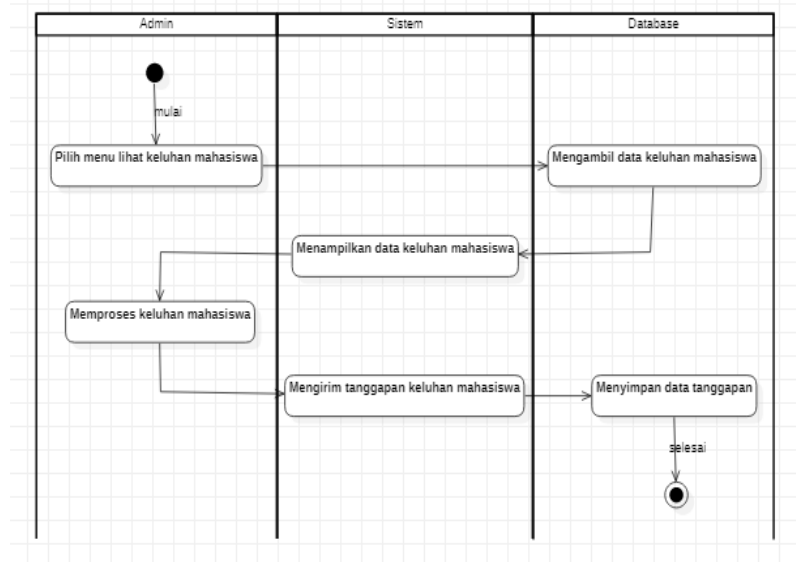 Admin
Sistem
Database
mulai
Pilih menu lihat keluhan mahasiswa
Mengambil data keluhan mahasiswa
Menampilkan data keluhan mahasiswa
Memproses keluhan mahasiswa
Mengirim tanggapan keluhan mahasiswa
Menyimpan data tanggapan
selesai